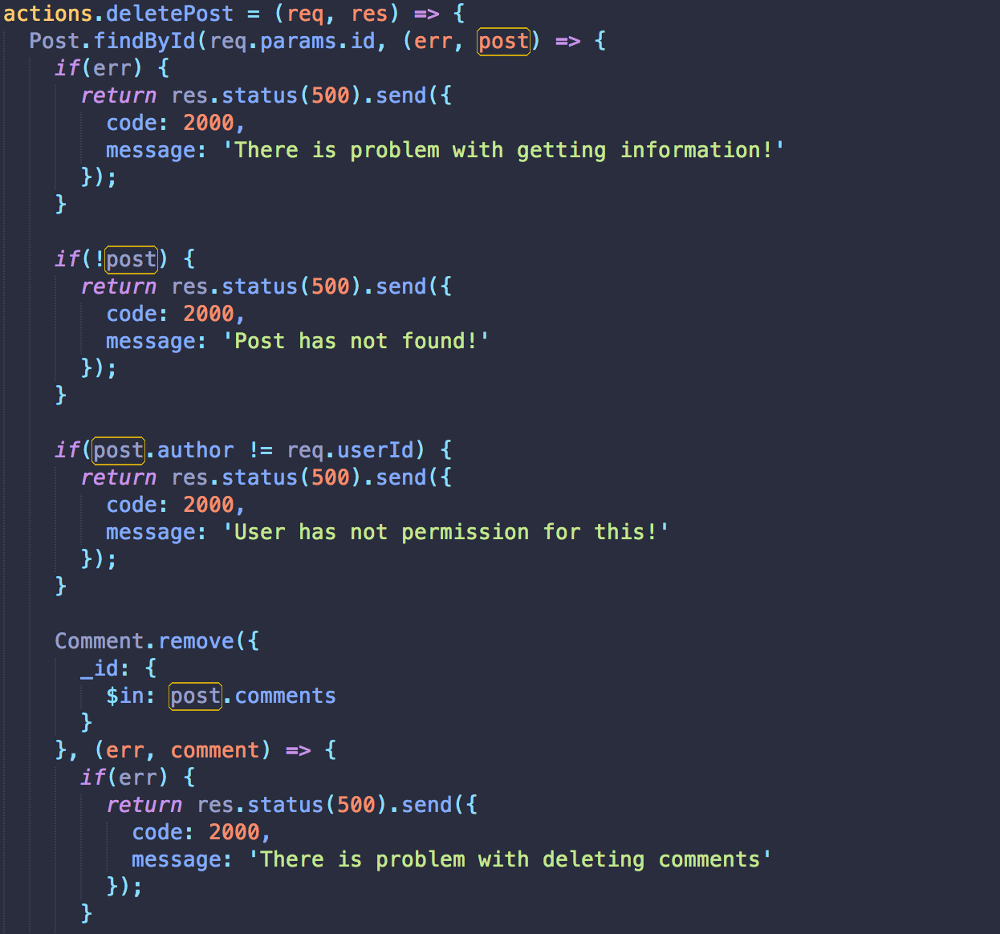 actions.deletePost = (req, res) => {
  Post.findById(req.params.id, (err, post) => {
    if(err) {
      return res.status(500).send({
        code: 2000,
        message: 'There is problem with getting information!'
      });
    }

    if(!post) {
      return res.status(500).send({
        code: 2000,
        message: 'Post has not found!'
      });
    }

    if(post.author != req.userId) {
      return res.status(500).send({
        code: 2000,
        message: 'User has not permission for this!'
      });
    }

    Comment.remove({
      _id: {
        $in: post.comments
      }
    }, (err, comment) => {
      if(err) {
        return res.status(500).send({
          code: 2000,
          message: 'There is problem with deleting comments'
        });
      }